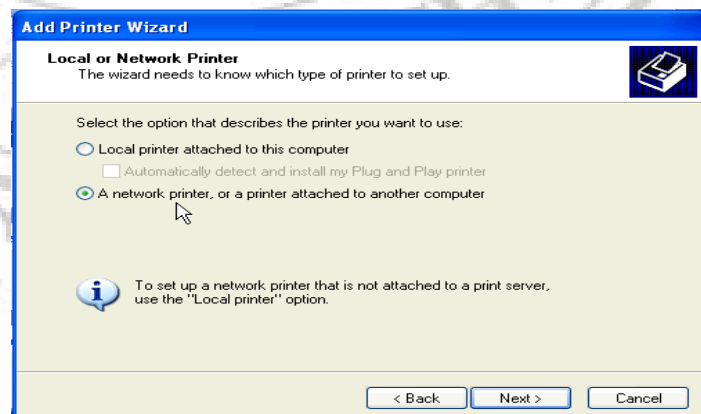 Add Printer Wizard
Local or Network Printer
The wizard needs to know which type of printer to set up.
Select the option that describes the printer you want to use:
Local printer attached to this computer
Automatically detect and install my Plug and Play printer
A network printer, or a printer attached to another computer
To set up a network printer that is not attached to a print server,
use the "Local printer" option.
< Back Next > Cancel